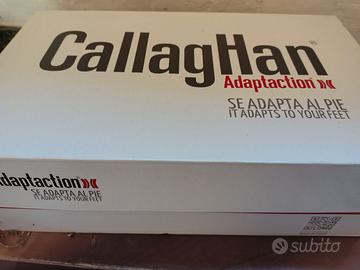 CallagHan®
Adaptaction®
SE ADAPTA AL PIE
IT ADAPTS TO YOUR FEET
Adaptaction®
SE ADAPTA AL PIE
IT ADAPTS TO YOUR FEET
subito